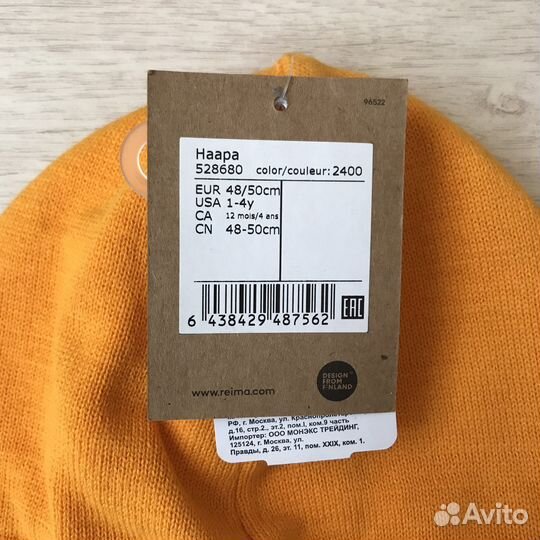 96522
Haapa
528680 color/couleur: 2400
EUR 48/50cm
USA 1-4y
CA 12 mois/4 ans
CN 48-50cm
6 438429 487562
EAC
www.reima.com
DESIGN
FROM
FINLAND
РФ, г. Москва, ул.
д.16, стр.2., эт.2, пом.I, ком.9 часть
Импортер: ООО МОНЭКС ТРЕЙДИНГ,
125124, г. Москва, ул.
Правды, д. 26, эт. 11, пом. XXIX, ком. 1.
Avito